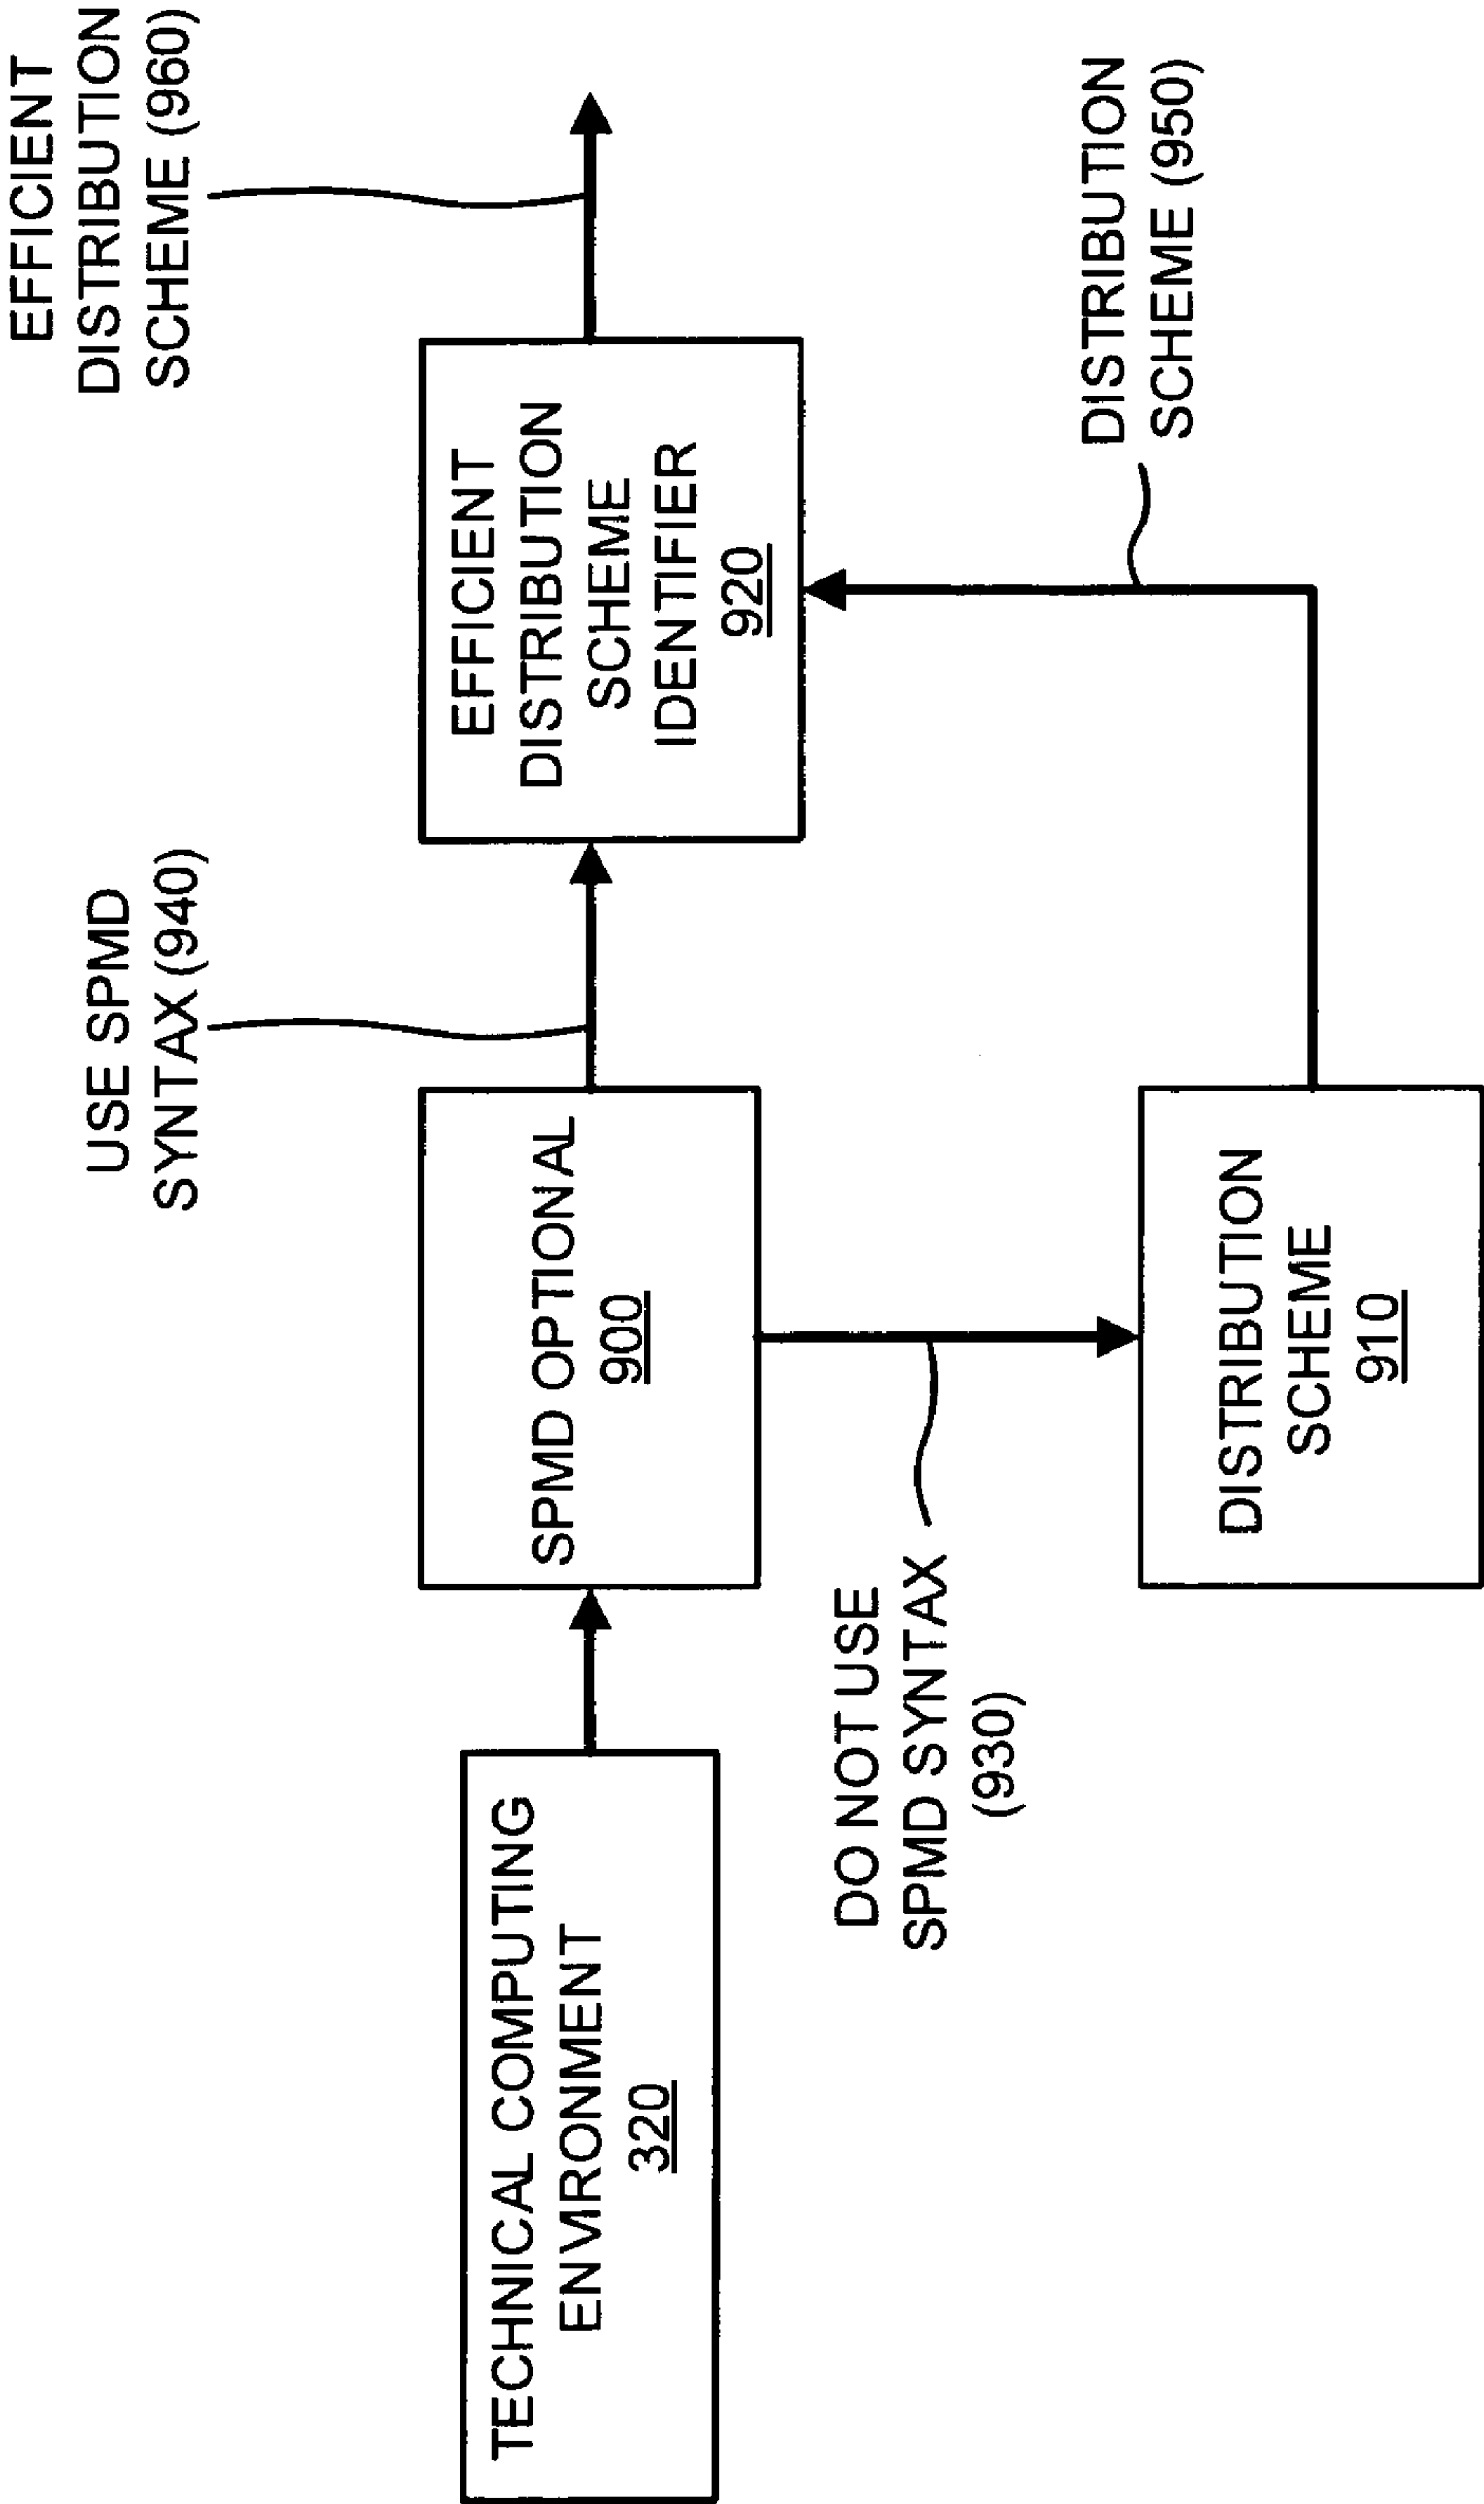 TECHNICAL COMPUTING
ENVIRONMENT
320
SPMD OPTIONAL
900
USE SPMD
SYNTAX (940)
EFFICIENT
DISTRIBUTION
SCHEME
IDENTIFIER
920
EFFICIENT
DISTRIBUTION
SCHEME (960)
DO NOT USE
SPMD SYNTAX
(930)
DISTRIBUTION
SCHEME
910
DISTRIBUTION
SCHEME (950)